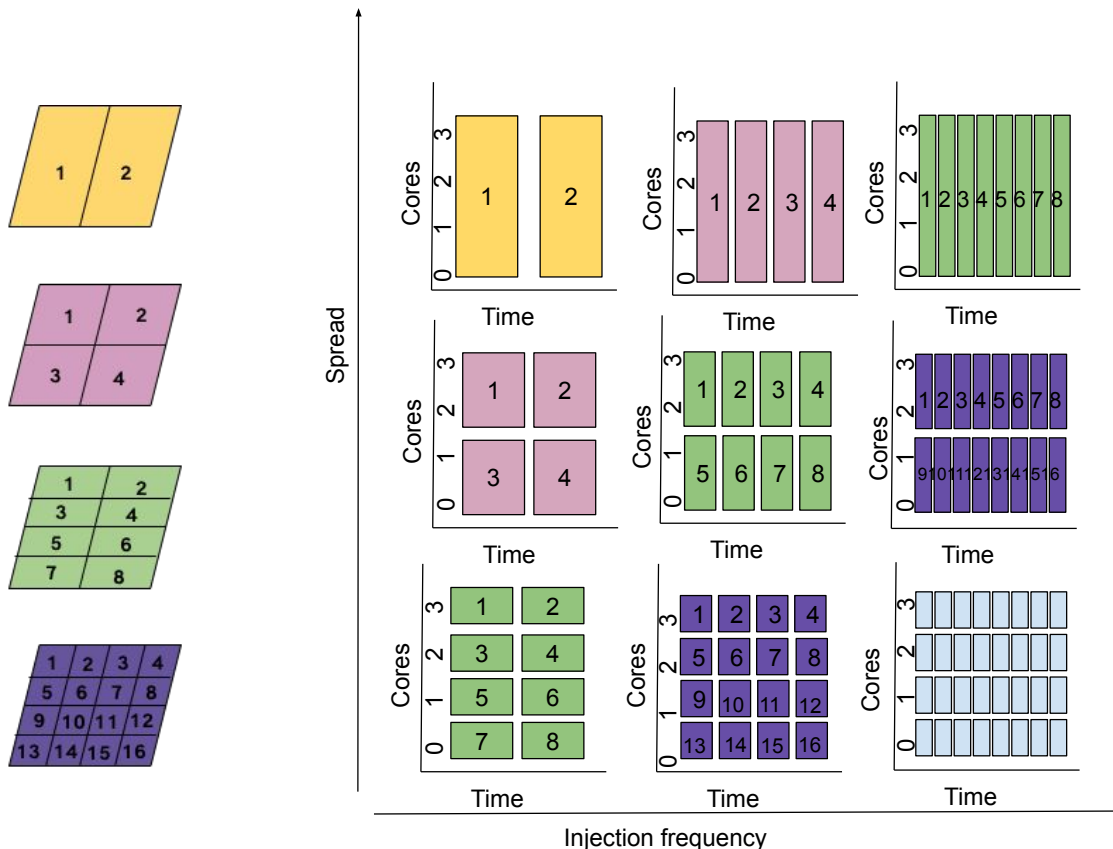 1 2
1 2
3 4
1 2
3 4
5 6
7 8
1 2 3 4
5 6 7 8
9 10 11 12
13 14 15 16
Spread
Cores
0 1 2 3
1 2
Time
Cores
0 1 2 3
1 2 3 4
Time
Cores
0 1 2 3
1 2 3 4 5 6 7 8
Time
Cores
0 1 2 3
1 2
3 4
Time
Cores
0 1 2 3
1 2 3 4
5 6 7 8
Time
Cores
0 1 2 3
1 2 3 4 5 6 7 8
9 10 11 12 13 14 15 16
Time
Cores
0 1 2 3
1 2
3 4
5 6
7 8
Time
Cores
0 1 2 3
1 2 3 4
5 6 7 8
9 10 11 12
13 14 15 16
Time
Cores
0 1 2 3
Time
Injection frequency